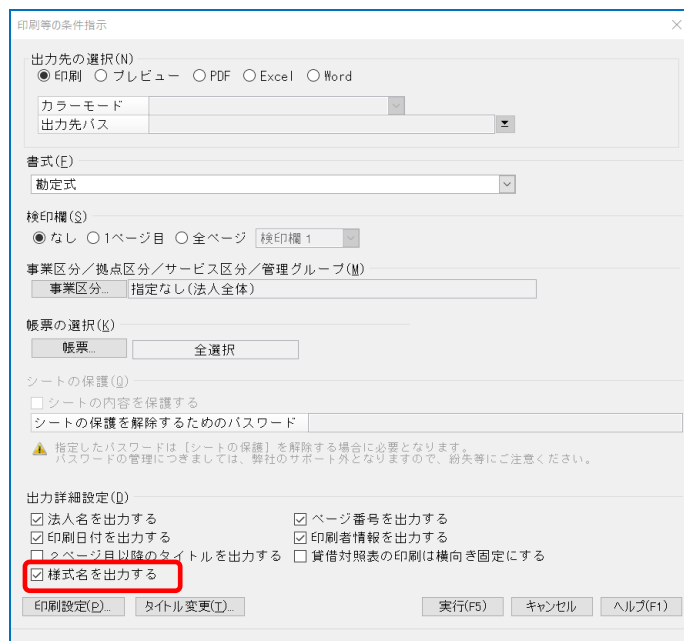 印刷等の条件指示
出力先の選択(N)
印刷 プレビュー PDF Excel Word
カラーモード
出力先パス
書式(F)
勘定式
検印欄(S)
なし 1ページ目 全ページ 検印欄 1
事業区分／拠点区分／サービス区分／管理グループ(M)
事業区分... 指定なし(法人全体)
帳票の選択(K)
帳票... 全選択
シートの保護(Q)
シートの内容を保護する
シートの保護を解除するためのパスワード
指定したパスワードは［シートの保護］を解除する場合に必要となります。
パスワードの管理につきましては、弊社のサポート外となりますので、紛失等にご注意ください。
出力詳細設定(D)
法人名を出力する ページ番号を出力する
印刷日付を出力する 印刷者情報を出力する
２ページ目以降のタイトルを出力する 貸借対照表の印刷は横向き固定にする
様式名を出力する
印刷設定(P)... タイトル変更(T)... 実行(F5) キャンセル ヘルプ(F1)